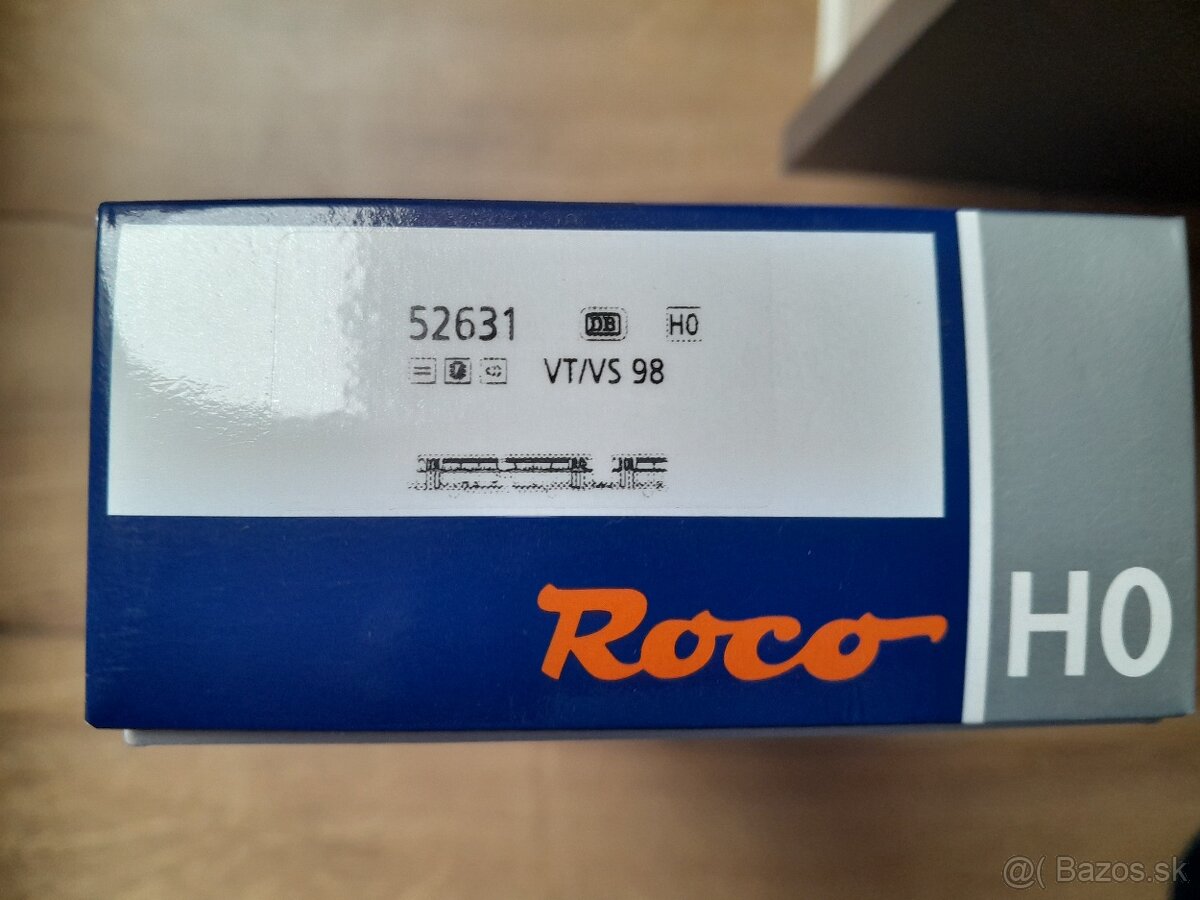 52631 DB H0
= VT/VS 98
Roco
H0
@( Bazos.sk